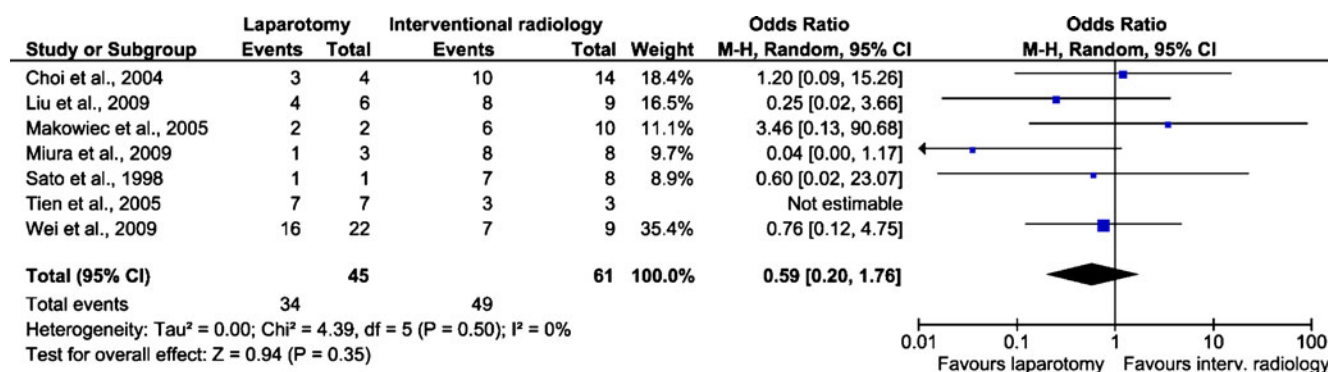 Laparotomy Interventional radiology Odds Ratio Odds Ratio
Study or Subgroup Events Total Events Total Weight M-H, Random, 95% CI M-H, Random, 95% CI
Choi et al., 2004 3 4 10 14 18.4% 1.20 [0.09, 15.26]
Liu et al., 2009 4 6 8 9 16.5% 0.25 [0.02, 3.66]
Makowiec et al., 2005 2 2 6 10 11.1% 3.46 [0.13, 90.68]
Miura et al., 2009 1 3 8 8 9.7% 0.04 [0.00, 1.17]
Sato et al., 1998 1 1 7 8 8.9% 0.60 [0.02, 23.07]
Tien et al., 2005 7 7 3 3 Not estimable
Wei et al., 2009 16 22 7 9 35.4% 0.76 [0.12, 4.75]
Total (95% CI) 45 61 100.0% 0.59 [0.20, 1.76]
Total events 34 49
Heterogeneity: Tau² = 0.00; Chi² = 4.39, df = 5 (P = 0.50); I² = 0%
Test for overall effect: Z = 0.94 (P = 0.35)
0.01 0.1 1 10 100
Favours laparotomy Favours interv. radiology